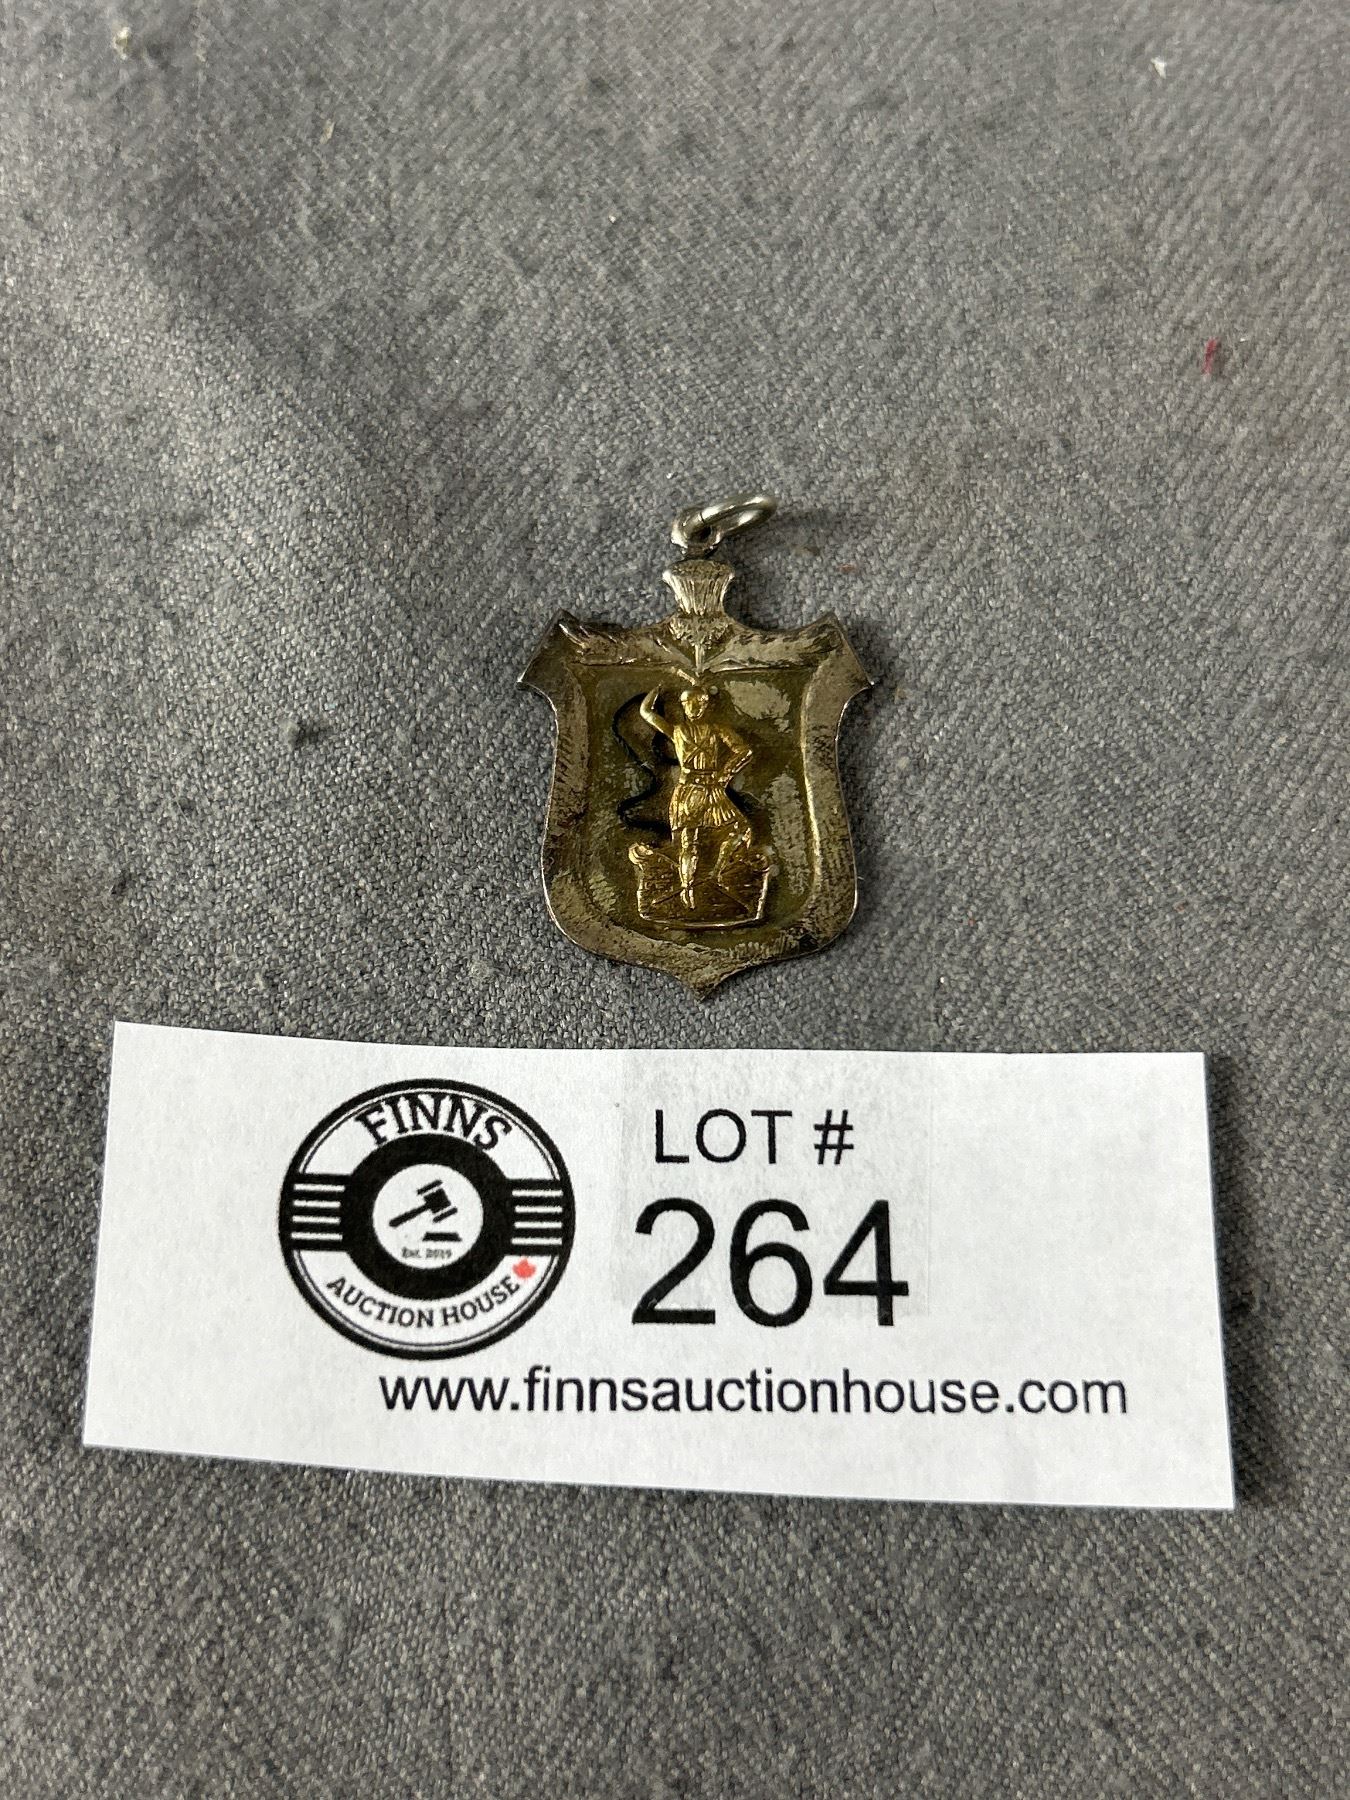 FINNS
Est. 2019
AUCTION HOUSE
LOT #
264
www.finnsauctionhouse.com